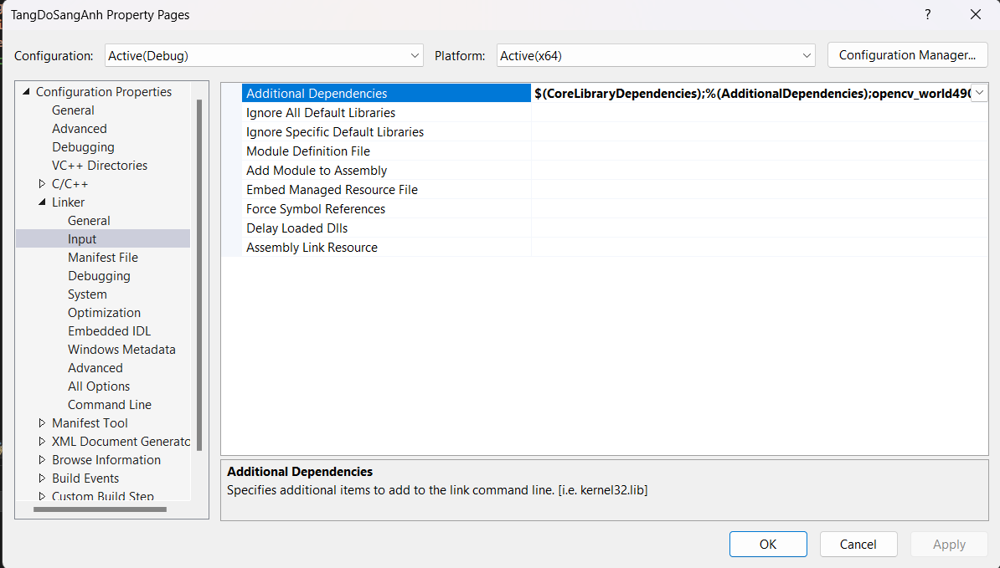 TangDoSangAnh Property Pages
Configuration: Active(Debug) Platform: Active(x64) Configuration Manager...
Configuration Properties
General
Advanced
Debugging
VC++ Directories
C/C++
Linker
General
Input
Manifest File
Debugging
System
Optimization
Embedded IDL
Windows Metadata
Advanced
All Options
Command Line
Manifest Tool
XML Document Generato
Browse Information
Build Events
Custom Build Step
Additional Dependencies $(CoreLibraryDependencies);%(AdditionalDependencies);opencv_world490
Ignore All Default Libraries
Ignore Specific Default Libraries
Module Definition File
Add Module to Assembly
Embed Managed Resource File
Force Symbol References
Delay Loaded Dlls
Assembly Link Resource
Additional Dependencies
Specifies additional items to add to the link command line. [i.e. kernel32.lib]
OK Cancel Apply